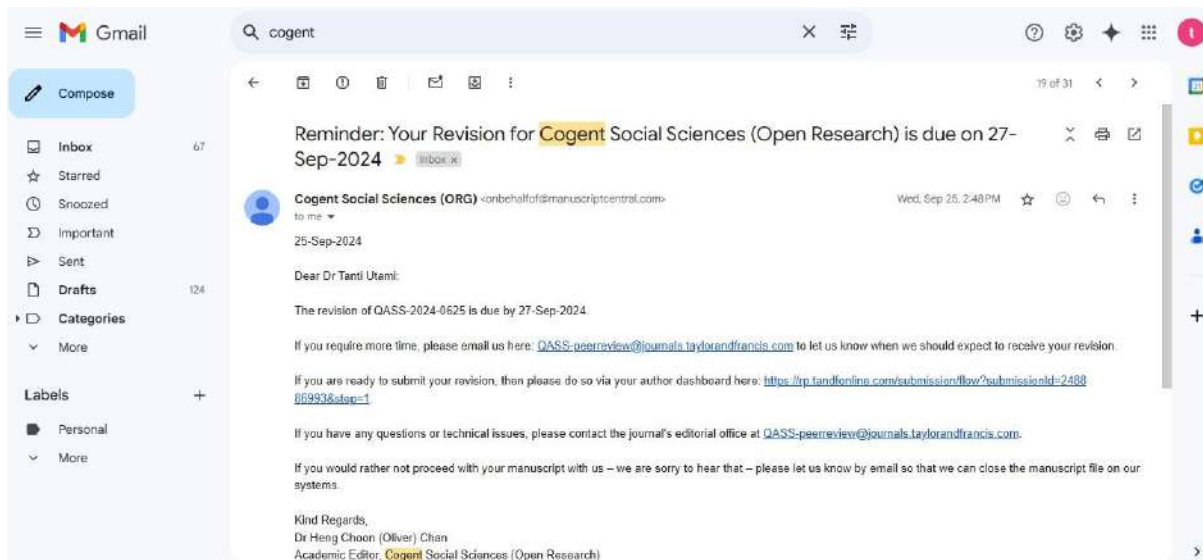 Gmail
cogent
Compose
19 of 31
Inbox 67
Starred
Snoozed
Important
Sent
Drafts 124
Categories
More
Labels
Personal
More
Reminder: Your Revision for Cogent Social Sciences (Open Research) is due on 27-
Sep-2024 Inbox x
Cogent Social Sciences (ORG) <onbehalfof@manuscriptcentral.com> Wed, Sep 25, 2:48 PM
to me
25-Sep-2024
Dear Dr Tanti Utami:
The revision of QASS-2024-0625 is due by 27-Sep-2024.
If you require more time, please email us here: QASS-peerreview@journals.taylorandfrancis.com to let us know when we should expect to receive your revision.
If you are ready to submit your revision, then please do so via your author dashboard here: https://rp.tandfonline.com/submission/flow?submissionId=2488
86993&step=1
If you have any questions or technical issues, please contact the journal's editorial office at QASS-peerreview@journals.taylorandfrancis.com.
If you would rather not proceed with your manuscript with us – we are sorry to hear that – please let us know by email so that we can close the manuscript file on our
systems.
Kind Regards,
Dr Heng Choon (Oliver) Chan
Academic Editor, Cogent Social Sciences (Open Research)
t
31